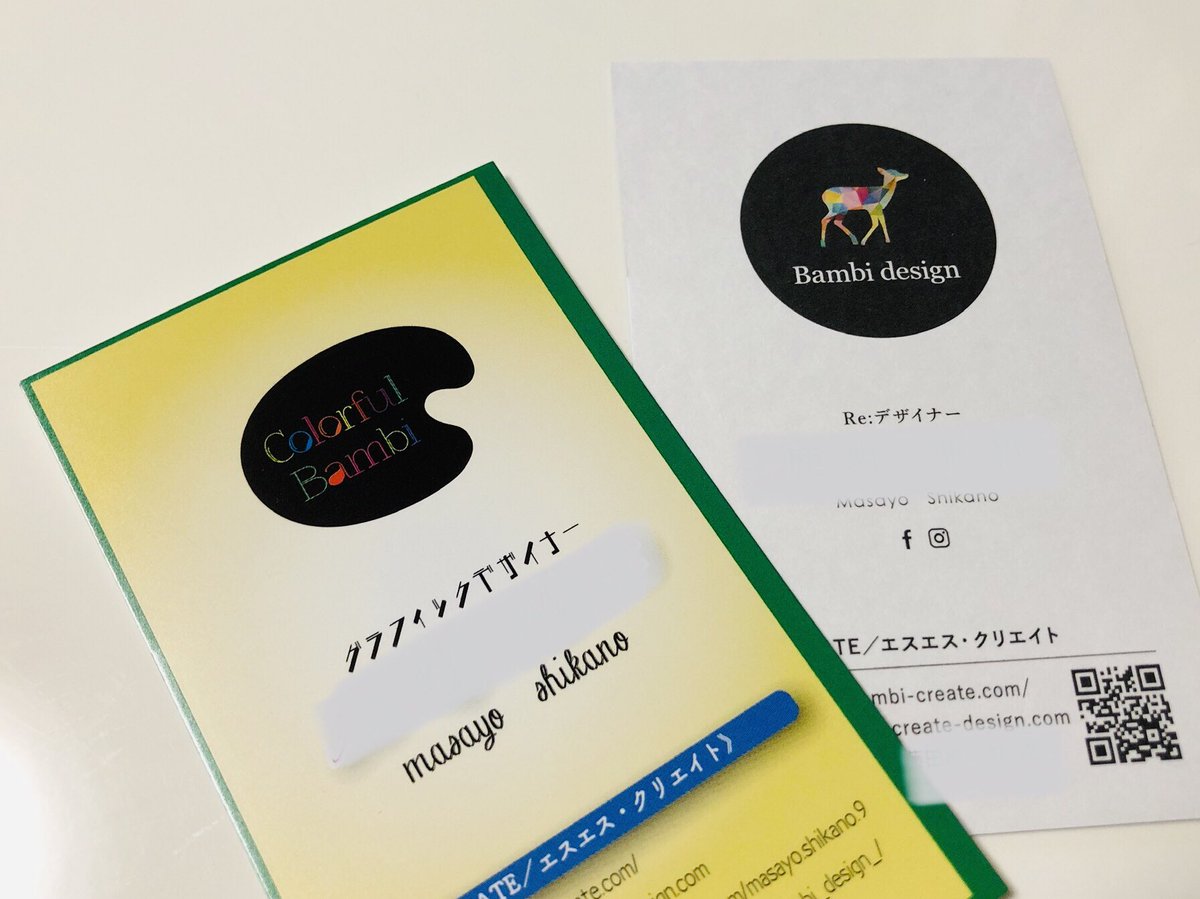 Colorful
Bambi
グラフィックデザイナー
masayo shikano
ATE/エスエス・クリエイト》
ate.com/
design.com
om/masayo.shikano.9
bi_design_/
Bambi design
Re:デザイナー
Masayo Shikano
TE/エスエス・クリエイト
mbi-create.com/
create-design.com